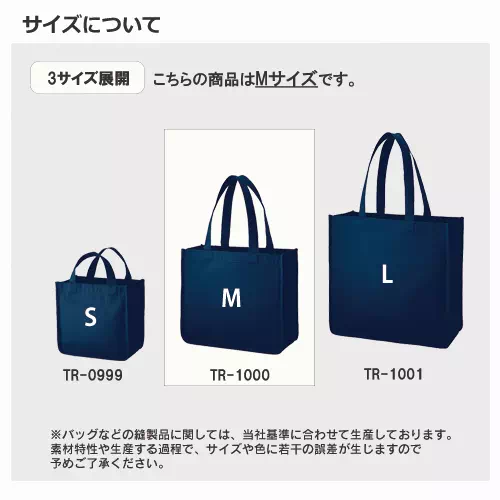 サイズについて
3サイズ展開 こちらの商品はMサイズです。
S
M
L
TR-0999
TR-1000
TR-1001
※バッグなどの縫製品に関しては、当社基準に合わせて生産しております。
素材特性や生産する過程で、サイズや色に若干の誤差が生じますので
予めご了承ください。